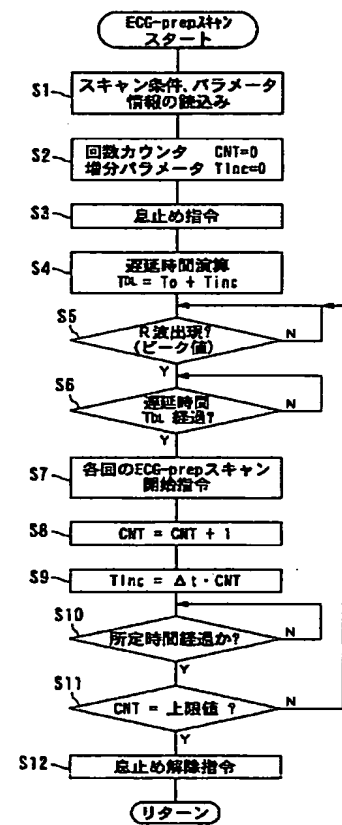 ECG-prepスキャン
スタート
S1
スキャン条件、パラメータ
情報の読込み
S2
回数カウンタ CNT=0
増分パラメータ TInc=0
S3
息止め指令
S4
遅延時間演算
TDL = To + Tinc
S5
R波出現?
(ピーク値)
N
Y
S6
遅延時間
TDL 経過?
N
Y
S7
各回のECG-prepスキャン
開始指令
S8
CNT = CNT + 1
S9
TInc = Δt・CNT
S10
所定時間経過か?
N
Y
S11
CNT = 上限値 ?
N
Y
S12
息止め解除指令
リターン